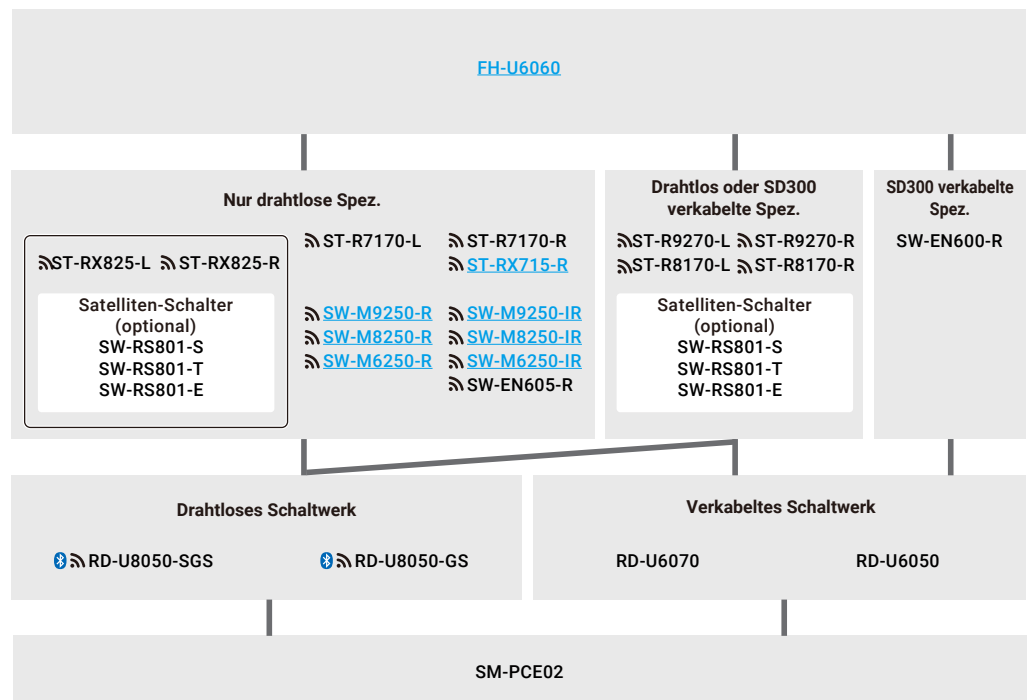 FH-U6060
Nur drahtlose Spez.
ST-RX825-L ST-RX825-R
Satelliten-Schalter
(optional)
SW-RS801-S
SW-RS801-T
SW-RS801-E
ST-R7170-L ST-R7170-R
ST-RX715-R
SW-M9250-R SW-M9250-IR
SW-M8250-R SW-M8250-IR
SW-M6250-R SW-M6250-IR
SW-EN605-R
Drahtlos oder SD300
verkabelte Spez.
ST-R9270-L ST-R9270-R
ST-R8170-L ST-R8170-R
Satelliten-Schalter
(optional)
SW-RS801-S
SW-RS801-T
SW-RS801-E
SD300 verkabelte
Spez.
SW-EN600-R
Drahtloses Schaltwerk
RD-U8050-SGS RD-U8050-GS
Verkabeltes Schaltwerk
RD-U6070 RD-U6050
SM-PCE02